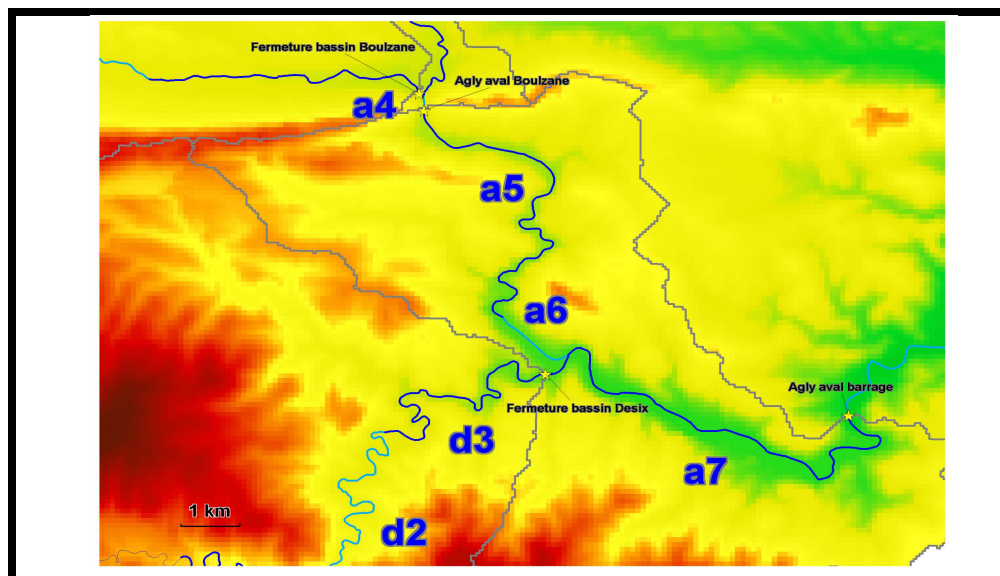 Fermeture bassin Boulzane
Agly aval Boulzane
a4
a5
a6
Agly aval barrage
Fermeture bassin Desix
d3
a7
1 km
d2